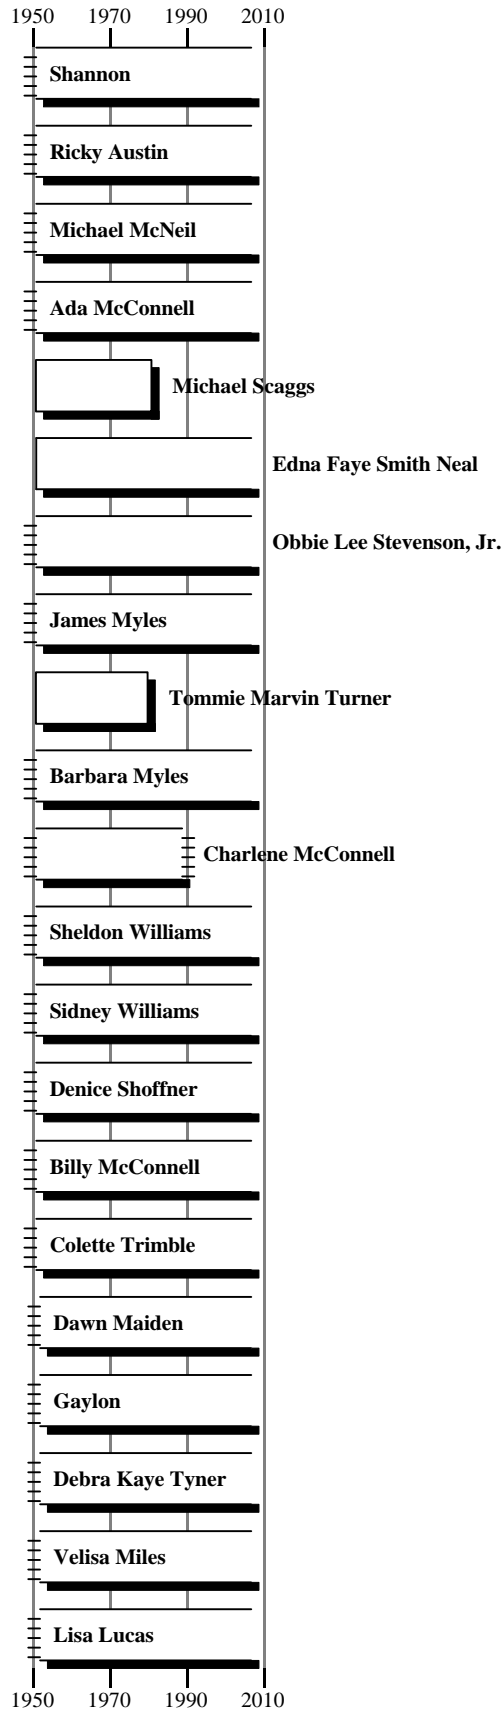 1950 1970 1990 2010
Shannon
Ricky Austin
Michael McNeil
Ada McConnell
Michael Scaggs
Edna Faye Smith Neal
Obbie Lee Stevenson, Jr.
James Myles
Tommie Marvin Turner
Barbara Myles
Charlene McConnell
Sheldon Williams
Sidney Williams
Denice Shoffner
Billy McConnell
Colette Trimble
Dawn Maiden
Gaylon
Debra Kaye Tyner
Velisa Miles
Lisa Lucas
1950 1970 1990 2010